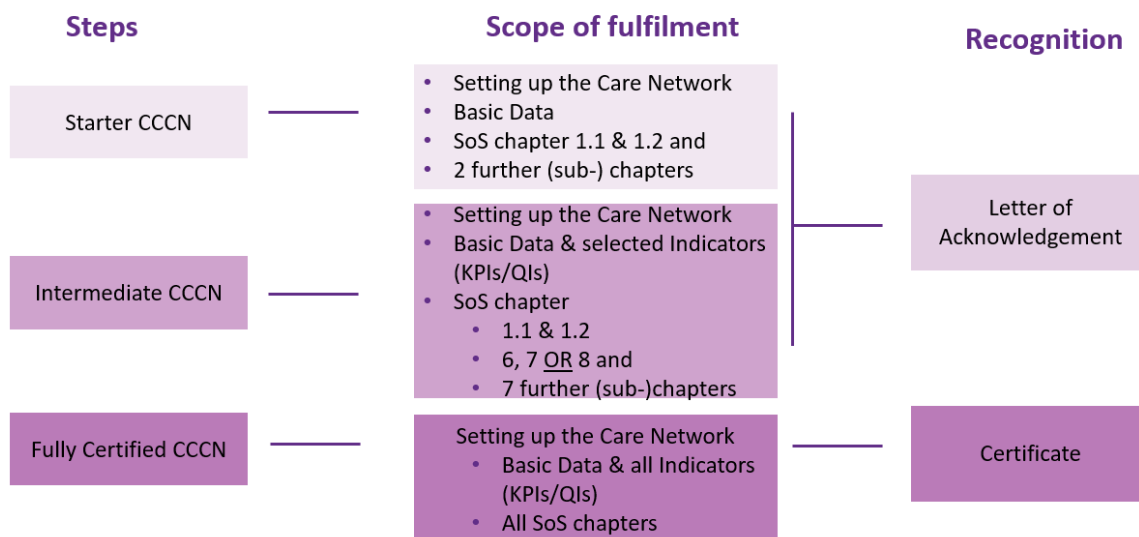 Steps
Scope of fulfilment
Recognition
Starter CCCN
• Setting up the Care Network
• Basic Data
• SoS chapter 1.1 & 1.2 and
• 2 further (sub-) chapters
Letter of
Acknowledgement
Intermediate CCCN
• Setting up the Care Network
• Basic Data & selected Indicators
(KPIs/QIs)
• SoS chapter
• 1.1 & 1.2
• 6, 7 OR 8 and
• 7 further (sub-)chapters
Fully Certified CCCN
Setting up the Care Network
• Basic Data & all Indicators
(KPIs/QIs)
• All SoS chapters
Certificate